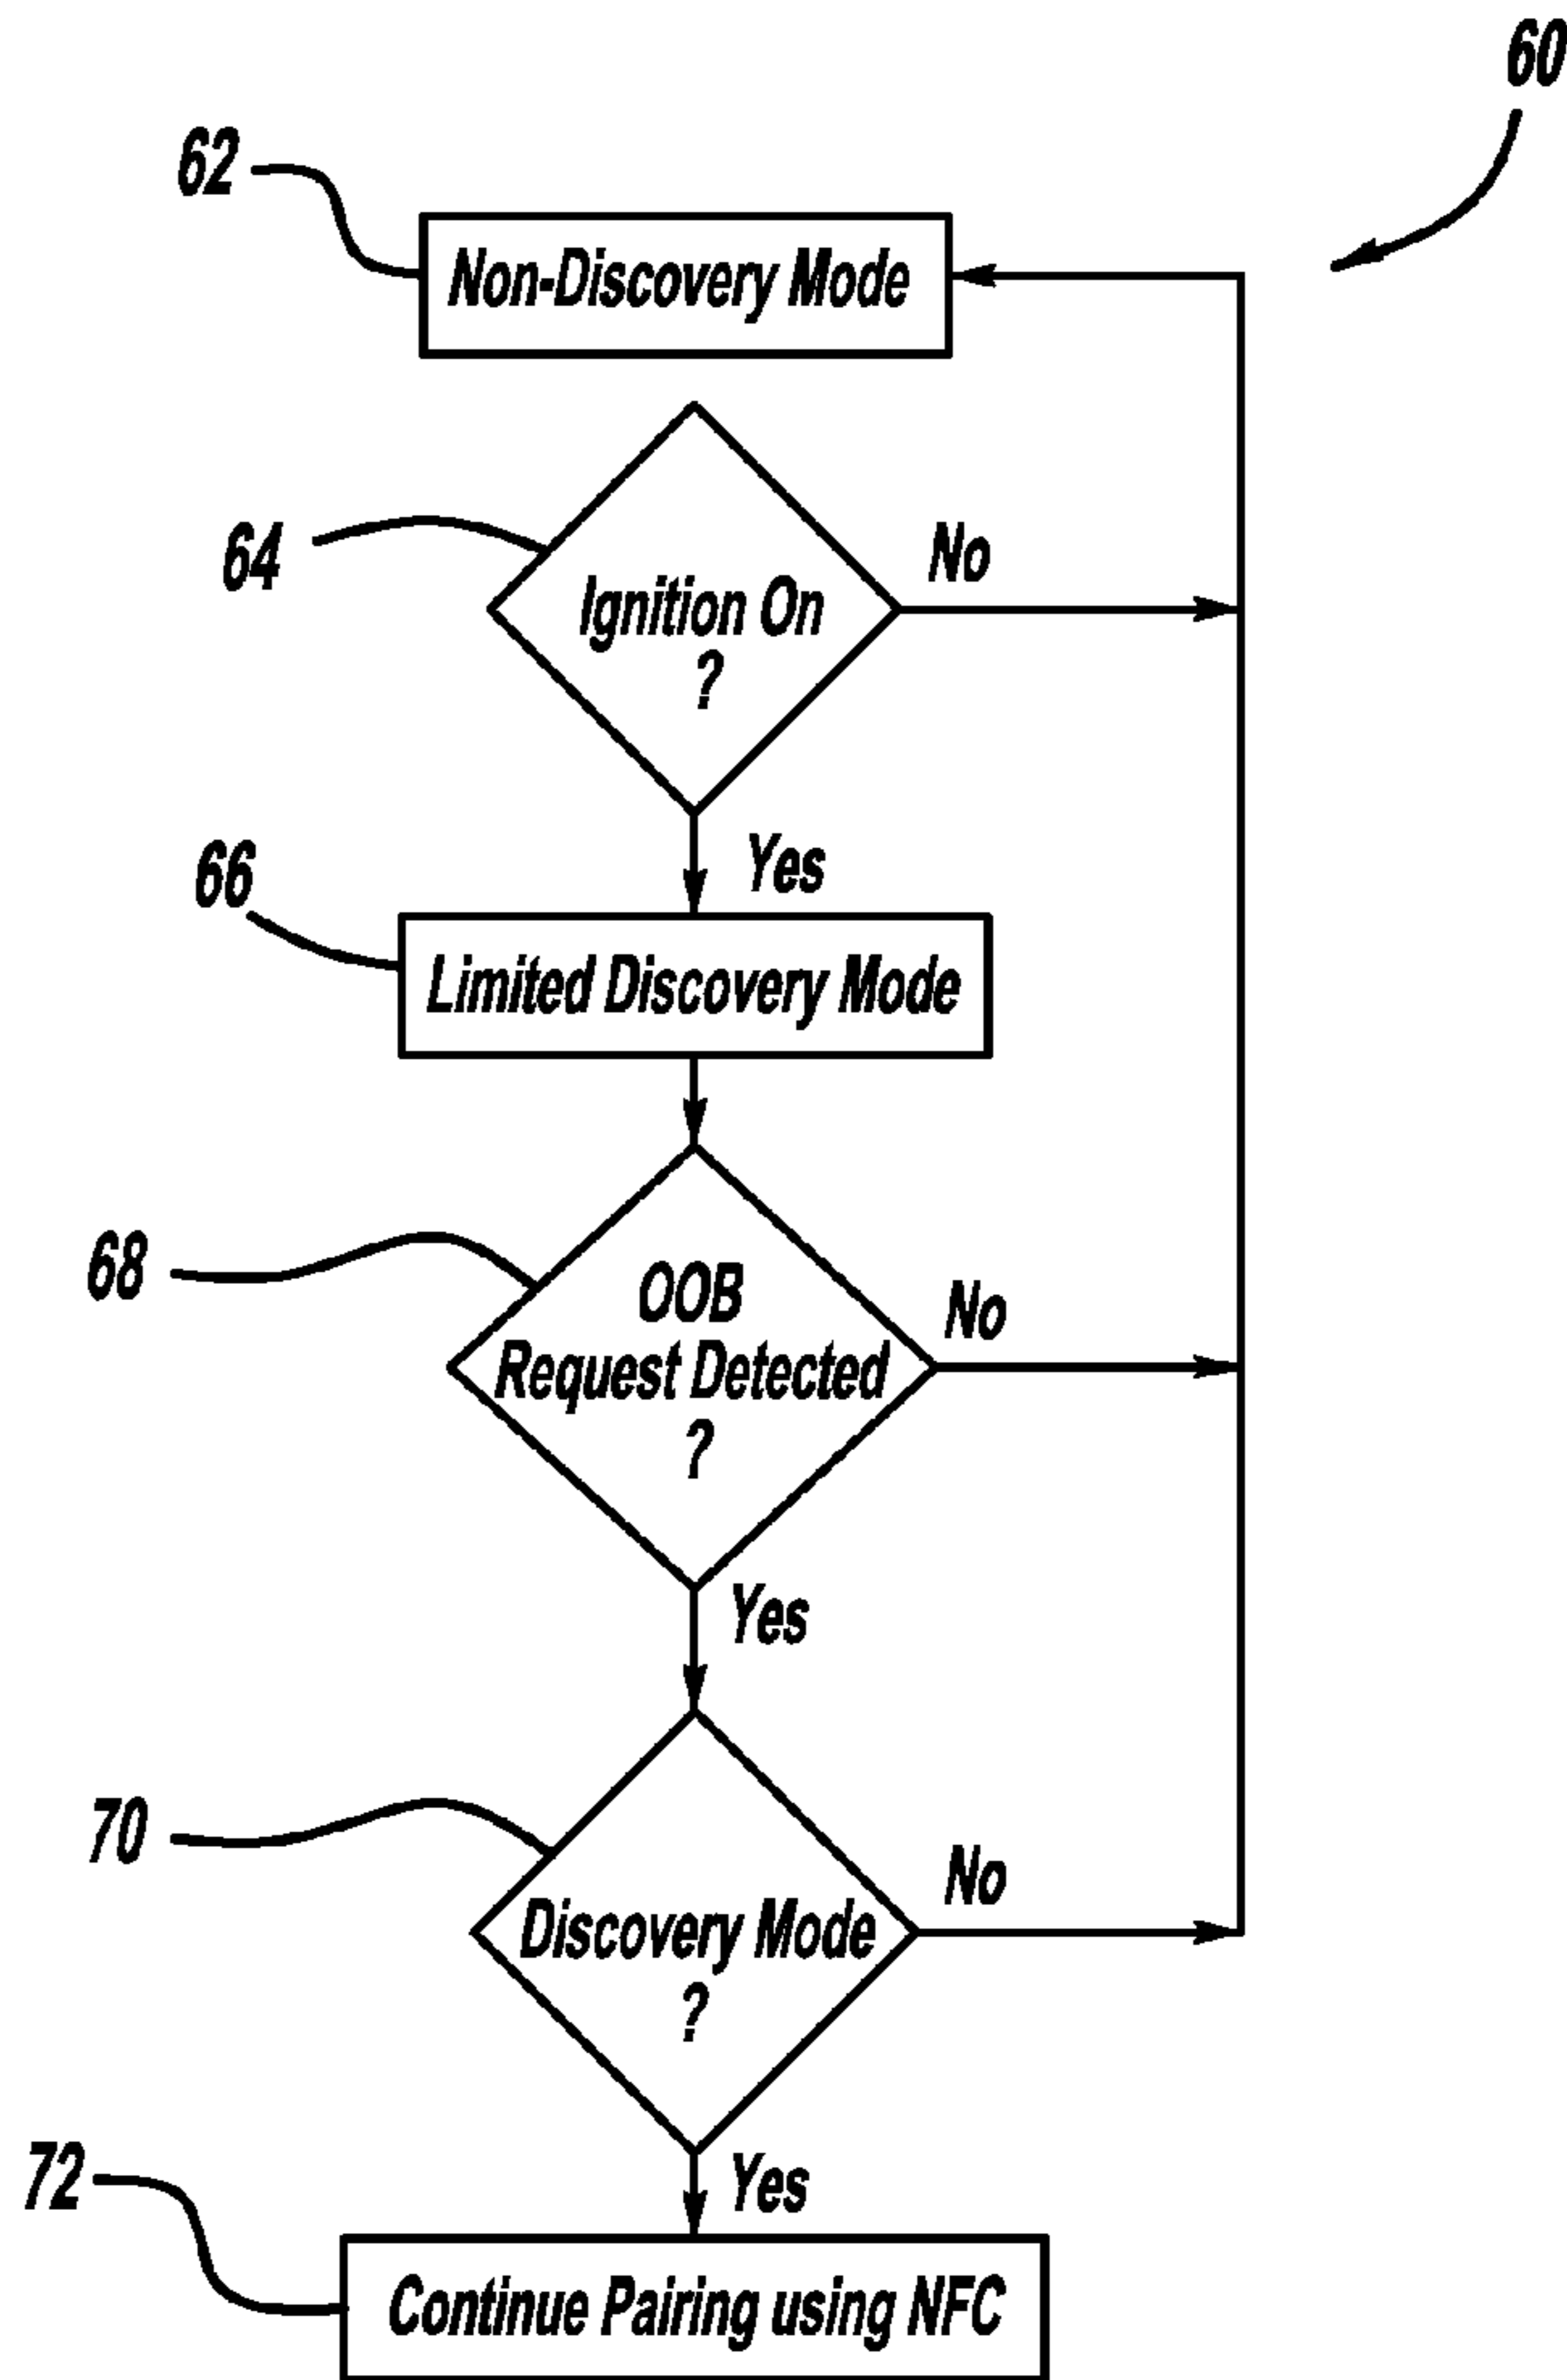 60
62
Non-Discovery Mode
64
Ignition On
?
No
Yes
66
Limited Discovery Mode
68
OOB
Request Detected
?
No
Yes
70
Discovery Mode
?
No
Yes
72
Continue Pairing using NFC